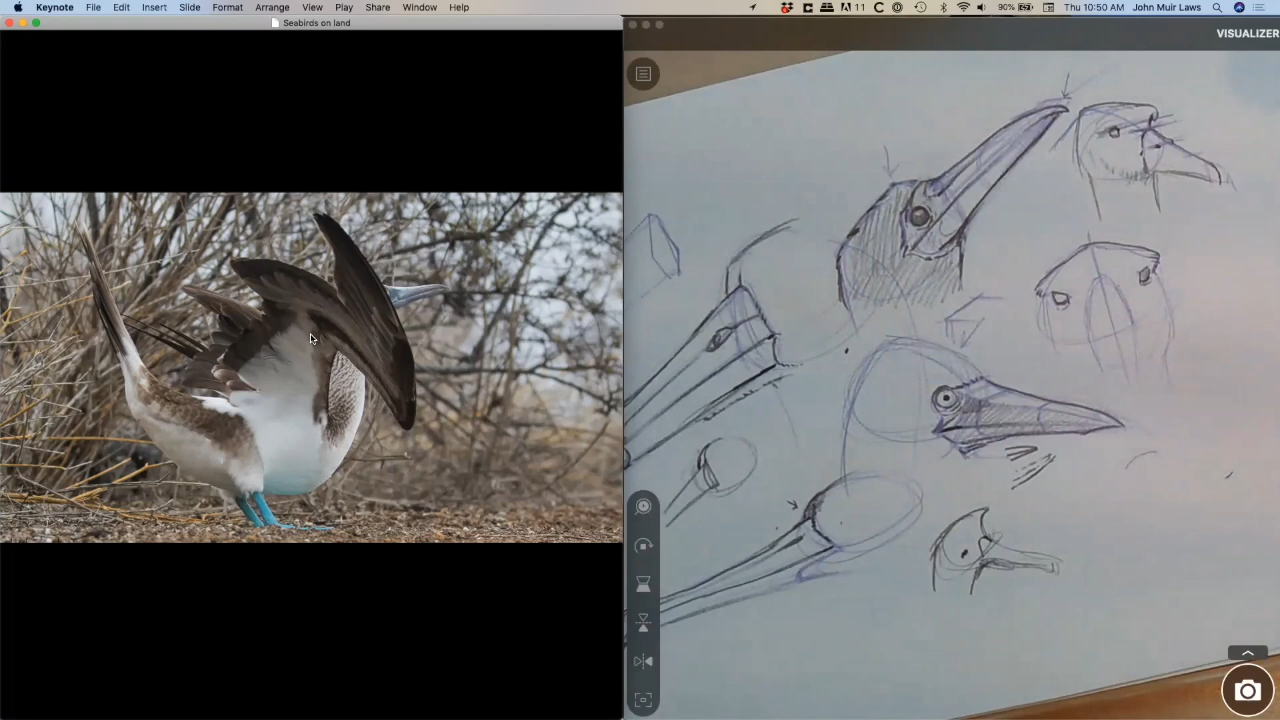 Keynote File Edit Insert Slide Format Arrange View Play Share Window Help 11 90% Thu 10:50 AM John Muir Laws
Seabirds on land
VISUALIZER